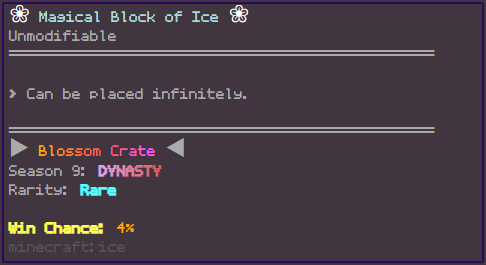 ❀ Magical Block of Ice ❀
Unmodifiable
> Can be placed infinitely.
▶ Blossom Crate ◀
Season 9: DYNASTY
Rarity: Rare
Win Chance: 4%
minecraft:ice